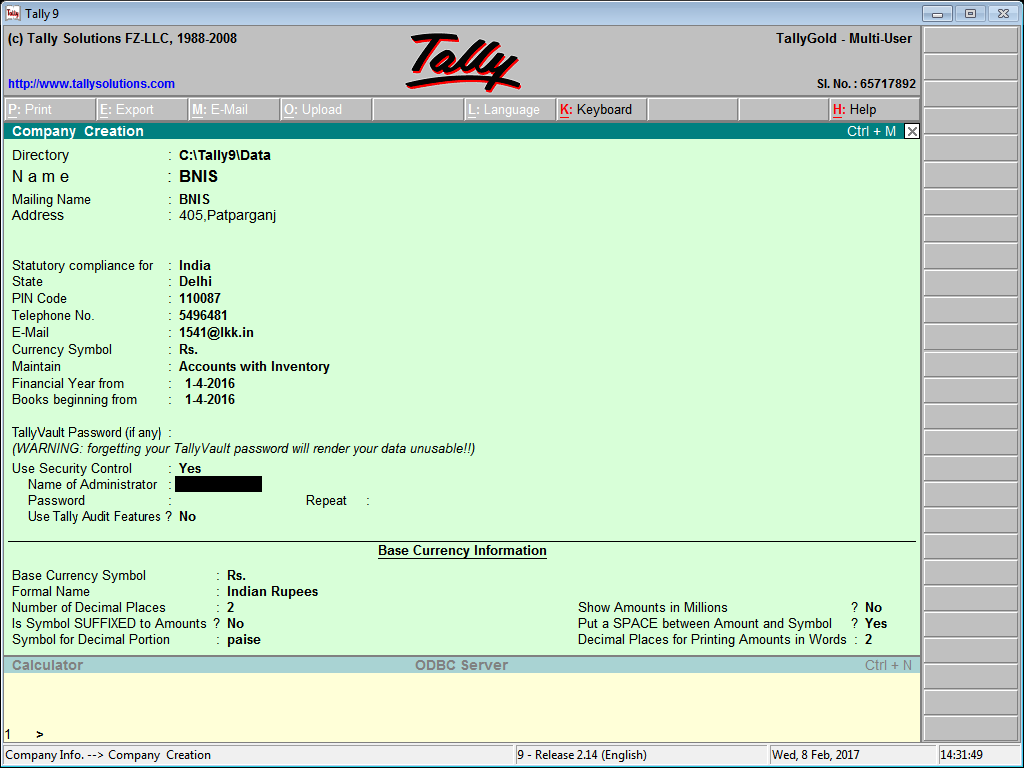 Tally Tally 9
(c) Tally Solutions FZ-LLC, 1988-2008 Tally TallyGold - Multi-User
http://www.tallysolutions.com Sl. No. : 65717892
P: Print E: Export M: E-Mail O: Upload L: Language K: Keyboard H: Help
Company Creation Ctrl + M
Directory : C:\Tally9\Data
N a m e : BNIS
Mailing Name : BNIS
Address : 405,Patparganj
Statutory compliance for : India
State : Delhi
PIN Code : 110087
Telephone No. : 5496481
E-Mail : 1541@lkk.in
Currency Symbol : Rs.
Maintain : Accounts with Inventory
Financial Year from : 1-4-2016
Books beginning from : 1-4-2016
TallyVault Password (if any) :
(WARNING: forgetting your TallyVault password will render your data unusable!!)
Use Security Control : Yes
Name of Administrator :
Password : Repeat :
Use Tally Audit Features ? No
Base Currency Information
Base Currency Symbol : Rs.
Formal Name : Indian Rupees
Number of Decimal Places : 2 Show Amounts in Millions ? No
Is Symbol SUFFIXED to Amounts ? No Put a SPACE between Amount and Symbol ? Yes
Symbol for Decimal Portion : paise Decimal Places for Printing Amounts in Words : 2
Calculator ODBC Server Ctrl + N
1 >
Company Info. --> Company Creation 9 - Release 2.14 (English) Wed, 8 Feb, 2017 14:31:49